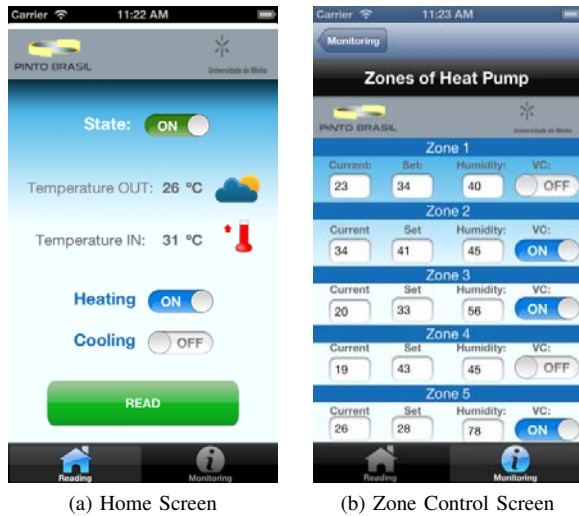 Carrier 11:22 AM
PINTO BRASIL
Universidade do Minho
State: ON
Temperature OUT: 26 ºC
Temperature IN: 31 ºC
Heating ON
Cooling OFF
READ
Reading Monitoring
(a) Home Screen
Carrier 11:23 AM
Monitoring
Zones of Heat Pump
PINTO BRASIL
Universidade do Minho
Zone 1
Current: Set: Humidity: VC:
23 34 40 OFF
Zone 2
Current Set Humidity: VC:
34 41 45 ON
Zone 3
Current Set Humidity: VC:
20 33 56 ON
Zone 4
Current Set Humidity: VC:
19 43 45 OFF
Zone 5
Current Set Humidity: VC:
26 28 78 ON
Reading Monitoring
(b) Zone Control Screen